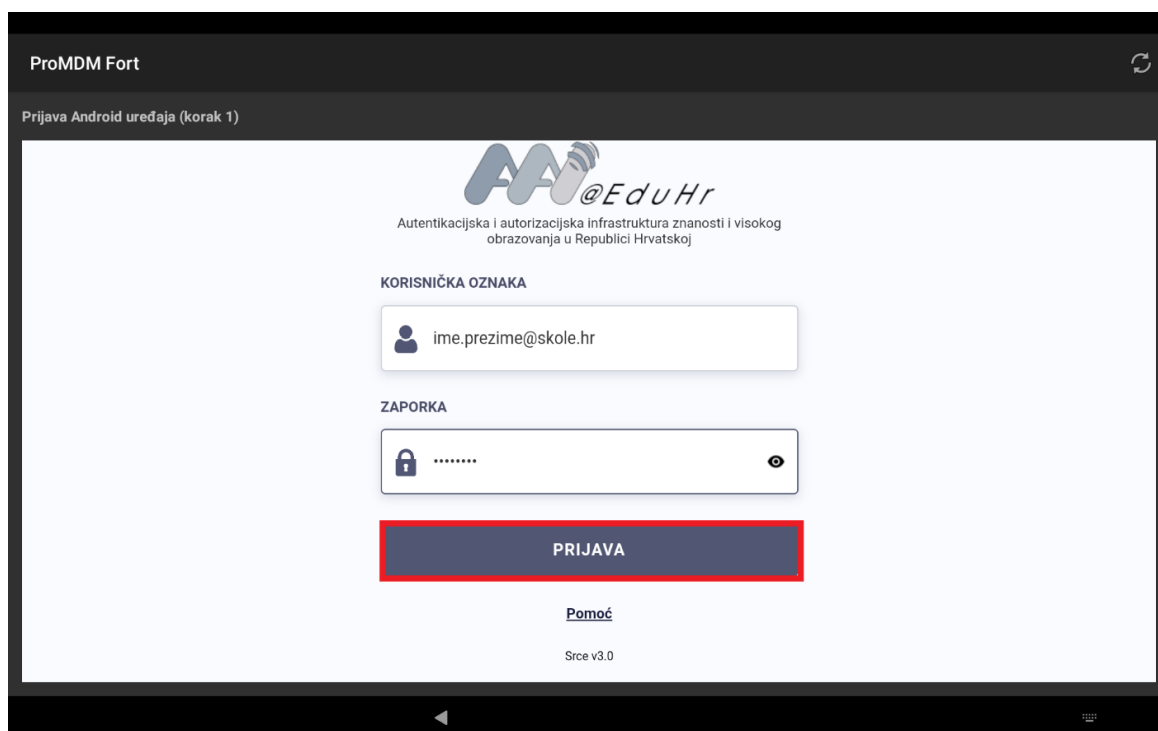 ProMDM Fort
Prijava Android uređaja (korak 1)
AAI
@EduHr
Autentikacijska i autorizacijska infrastruktura znanosti i visokog
obrazovanja u Republici Hrvatskoj
KORISNIČKA OZNAKA
ime.prezime@skole.hr
ZAPORKA
••••••••
PRIJAVA
Pomoć
Srce v3.0